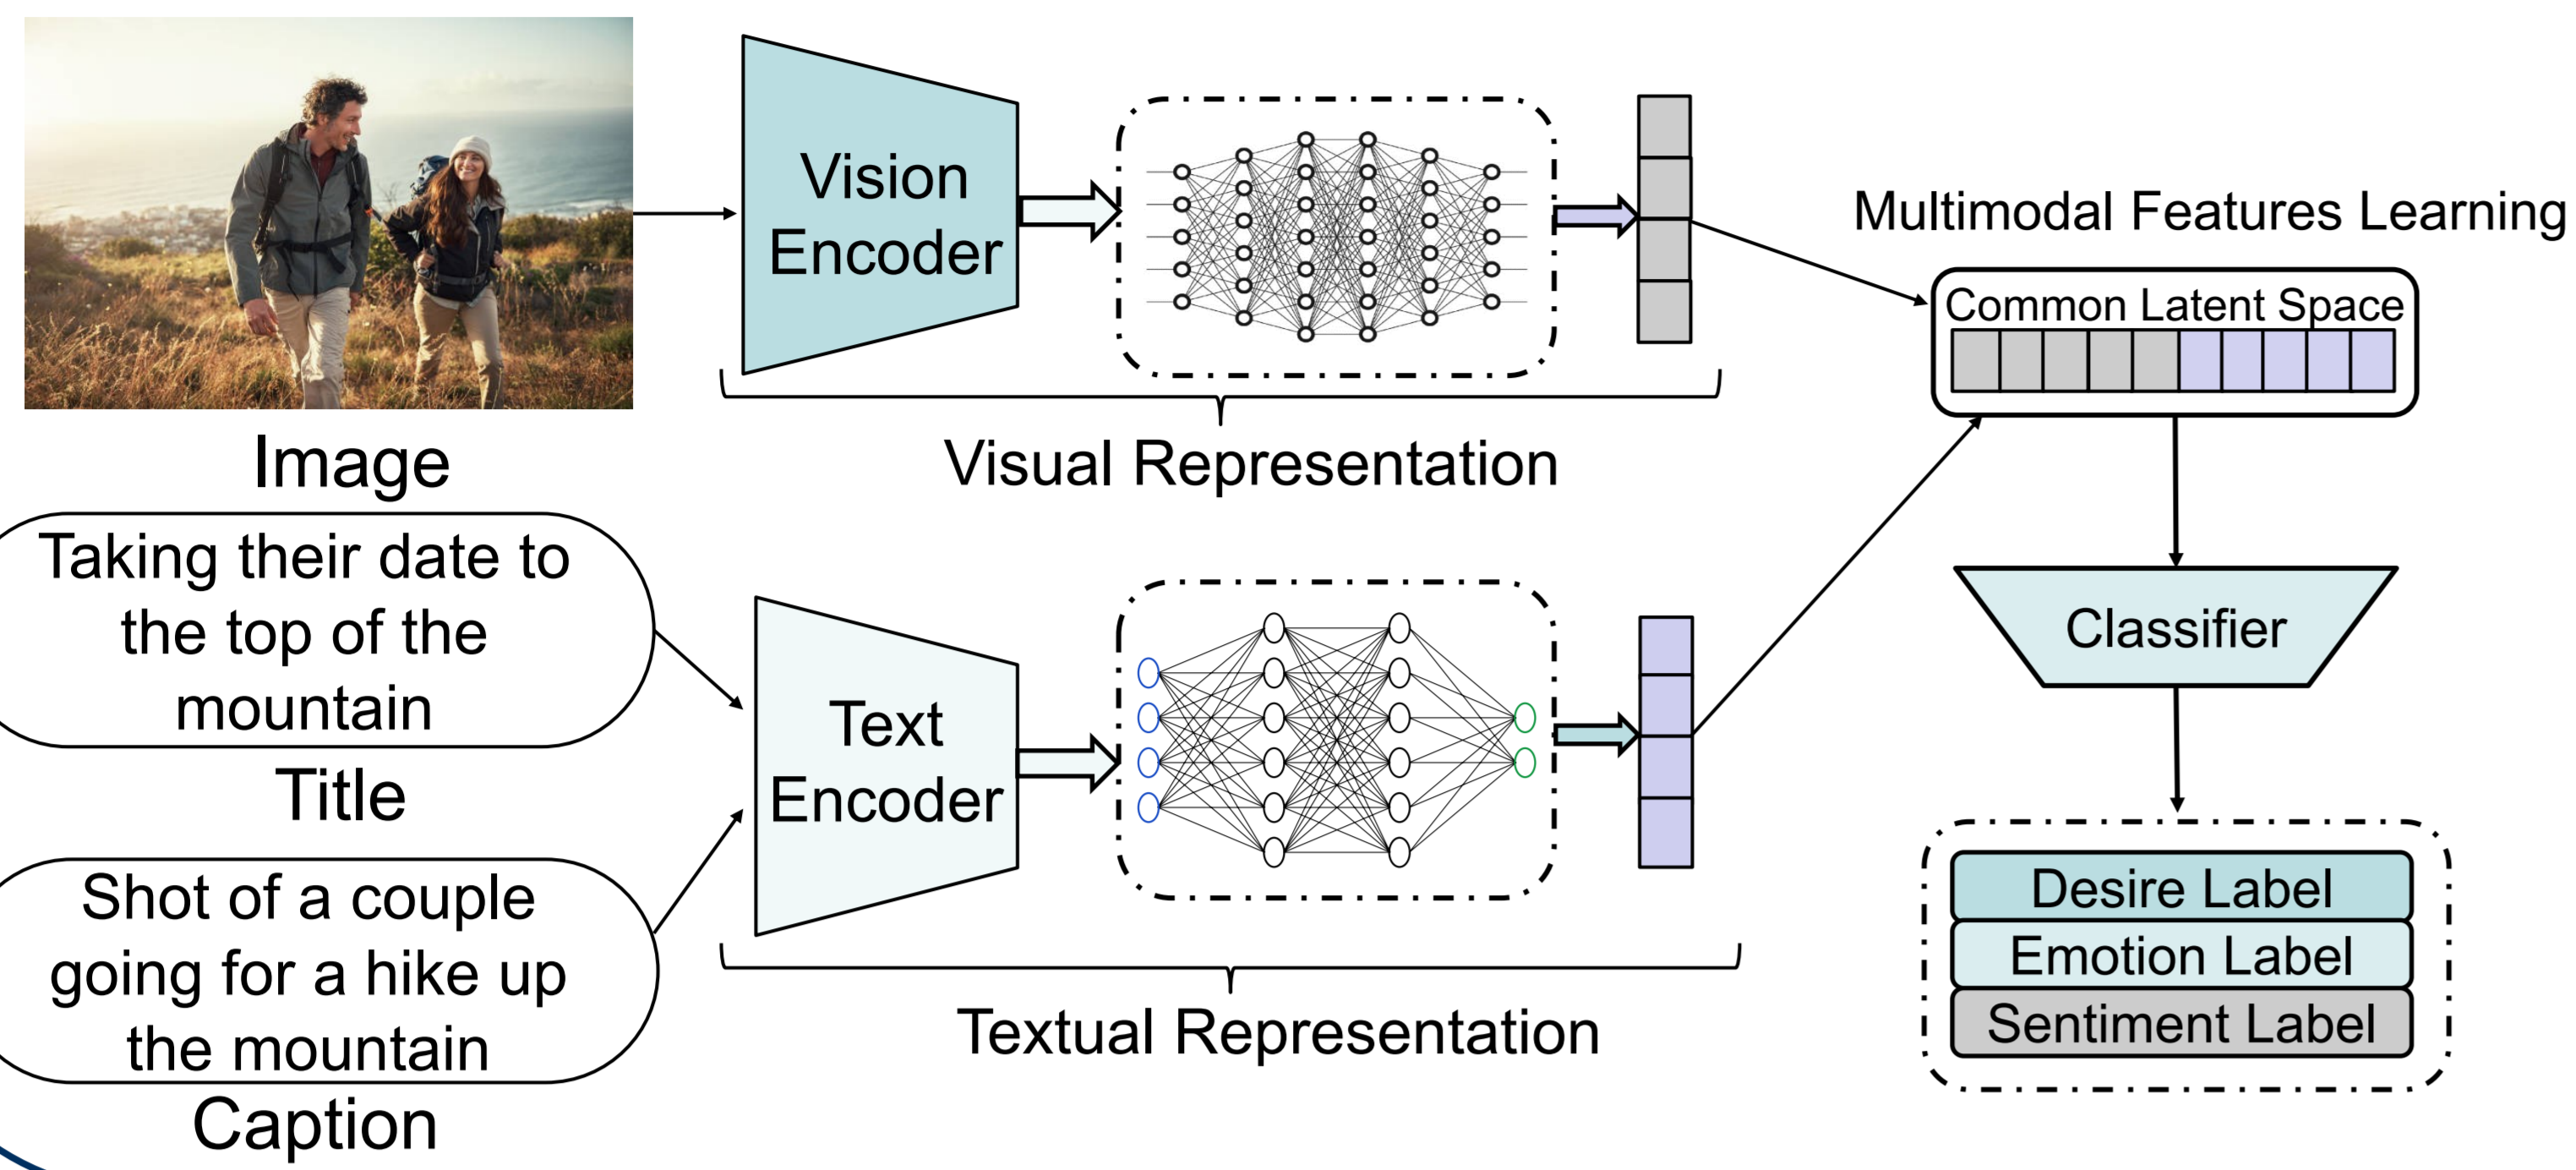 Vision
Encoder
Multimodal Features Learning
Common Latent Space
Image
Visual Representation
Taking their date to
the top of the
mountain
Title
Text
Encoder
Classifier
Shot of a couple
going for a hike up
the mountain
Caption
Textual Representation
Desire Label
Emotion Label
Sentiment Label